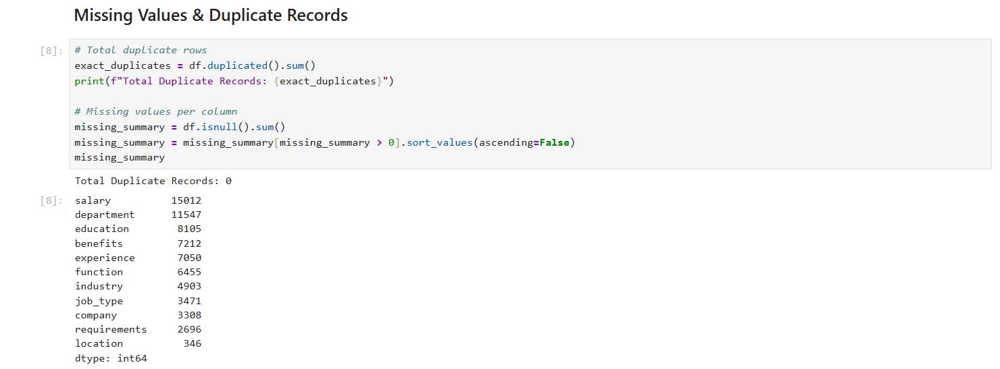 Missing Values & Duplicate Records
[8]:
# Total duplicate rows
exact_duplicates = df.duplicated().sum()
print(f"Total Duplicate Records: {exact_duplicates}")
# Missing values per column
missing_summary = df.isnull().sum()
missing_summary = missing_summary[missing_summary > 0].sort_values(ascending=False)
missing_summary
Total Duplicate Records: 0
[8]:
salary 15012
department 11547
education 8105
benefits 7212
experience 7050
function 6455
industry 4903
job_type 3471
company 3308
requirements 2696
location 346
dtype: int64